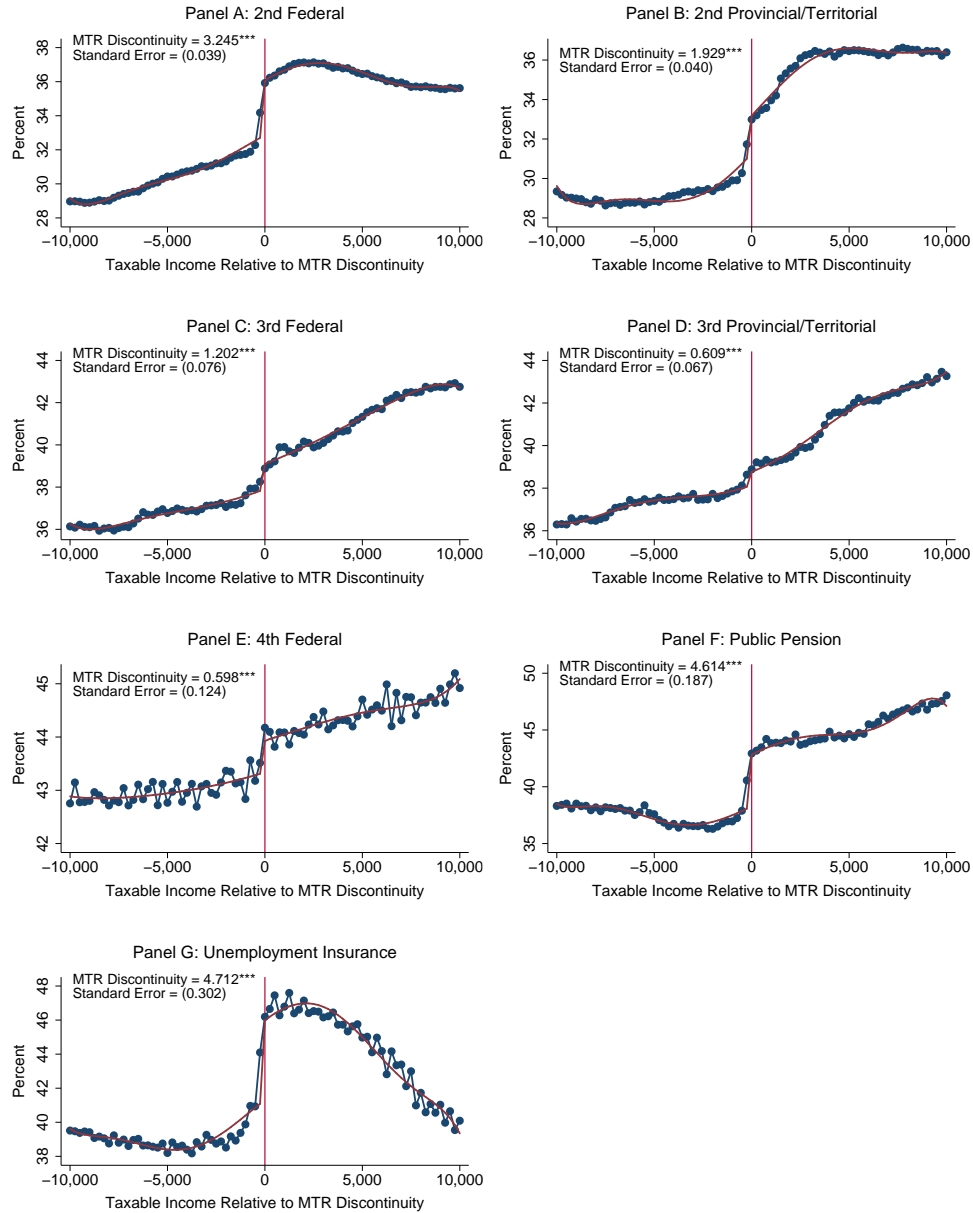 Panel A: 2nd Federal
MTR Discontinuity = 3.245***
Standard Error = (0.039)
Percent
38
36
34
32
30
28
−10,000 −5,000 0 5,000 10,000
Taxable Income Relative to MTR Discontinuity
Panel B: 2nd Provincial/Territorial
MTR Discontinuity = 1.929***
Standard Error = (0.040)
Percent
36
34
32
30
28
−10,000 −5,000 0 5,000 10,000
Taxable Income Relative to MTR Discontinuity
Panel C: 3rd Federal
MTR Discontinuity = 1.202***
Standard Error = (0.076)
Percent
44
42
40
38
36
−10,000 −5,000 0 5,000 10,000
Taxable Income Relative to MTR Discontinuity
Panel D: 3rd Provincial/Territorial
MTR Discontinuity = 0.609***
Standard Error = (0.067)
Percent
44
42
40
38
36
−10,000 −5,000 0 5,000 10,000
Taxable Income Relative to MTR Discontinuity
Panel E: 4th Federal
MTR Discontinuity = 0.598***
Standard Error = (0.124)
Percent
45
44
43
42
−10,000 −5,000 0 5,000 10,000
Taxable Income Relative to MTR Discontinuity
Panel F: Public Pension
MTR Discontinuity = 4.614***
Standard Error = (0.187)
Percent
50
45
40
35
−10,000 −5,000 0 5,000 10,000
Taxable Income Relative to MTR Discontinuity
Panel G: Unemployment Insurance
MTR Discontinuity = 4.712***
Standard Error = (0.302)
Percent
48
46
44
42
40
38
−10,000 −5,000 0 5,000 10,000
Taxable Income Relative to MTR Discontinuity